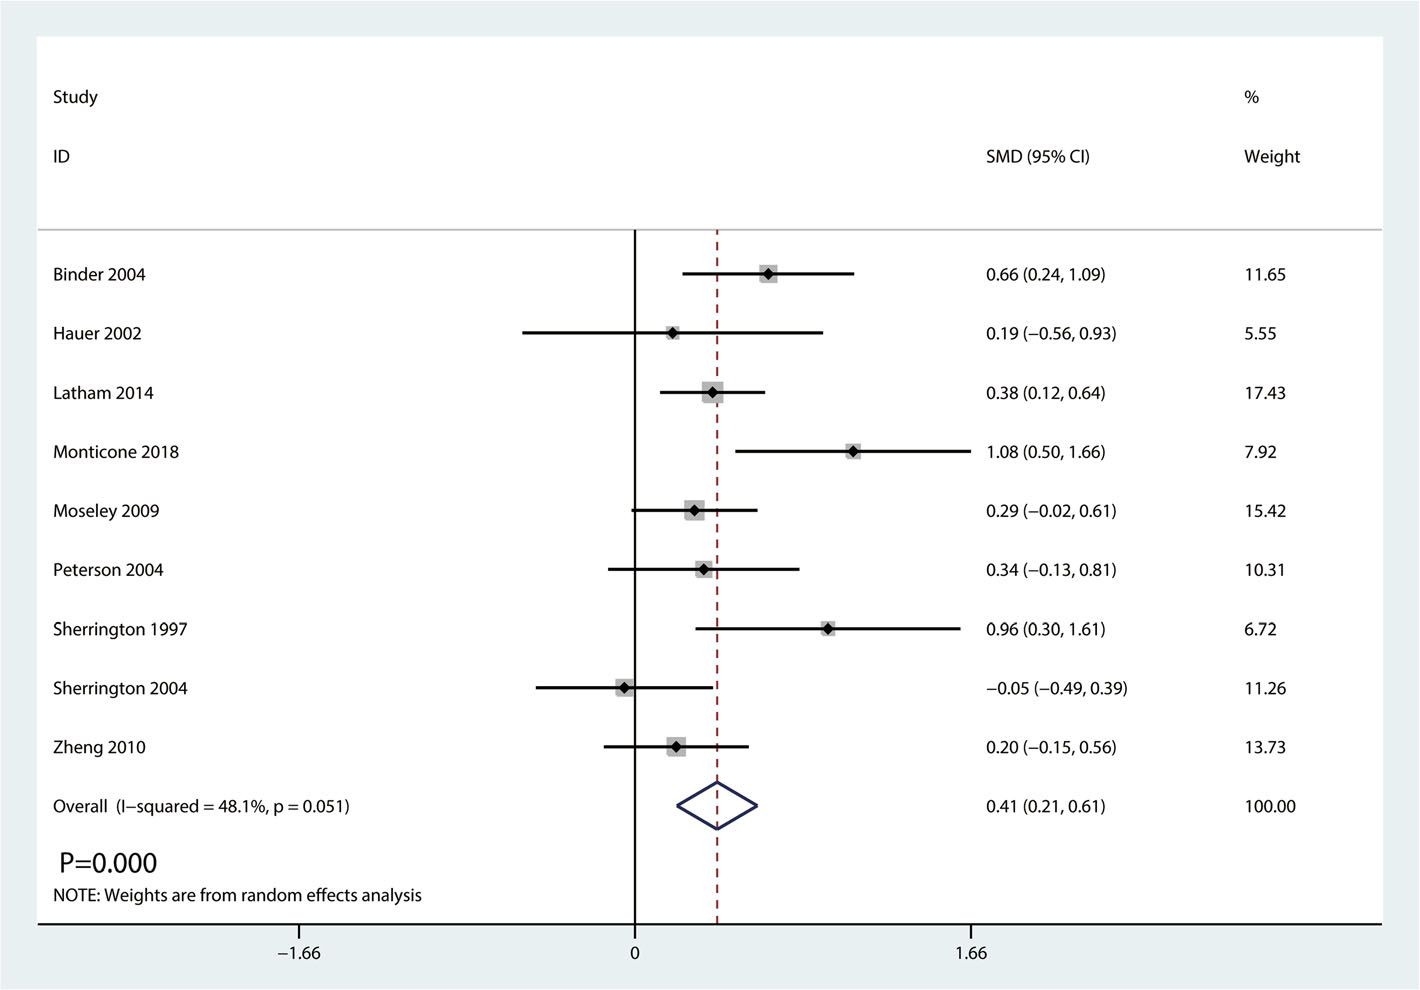 Study %
ID SMD (95% CI) Weight
Binder 2004 0.66 (0.24, 1.09) 11.65
Hauer 2002 0.19 (−0.56, 0.93) 5.55
Latham 2014 0.38 (0.12, 0.64) 17.43
Monticone 2018 1.08 (0.50, 1.66) 7.92
Moseley 2009 0.29 (−0.02, 0.61) 15.42
Peterson 2004 0.34 (−0.13, 0.81) 10.31
Sherrington 1997 0.96 (0.30, 1.61) 6.72
Sherrington 2004 −0.05 (−0.49, 0.39) 11.26
Zheng 2010 0.20 (−0.15, 0.56) 13.73
Overall (I−squared = 48.1%, p = 0.051) 0.41 (0.21, 0.61) 100.00
P=0.000
NOTE: Weights are from random effects analysis
−1.66 0 1.66